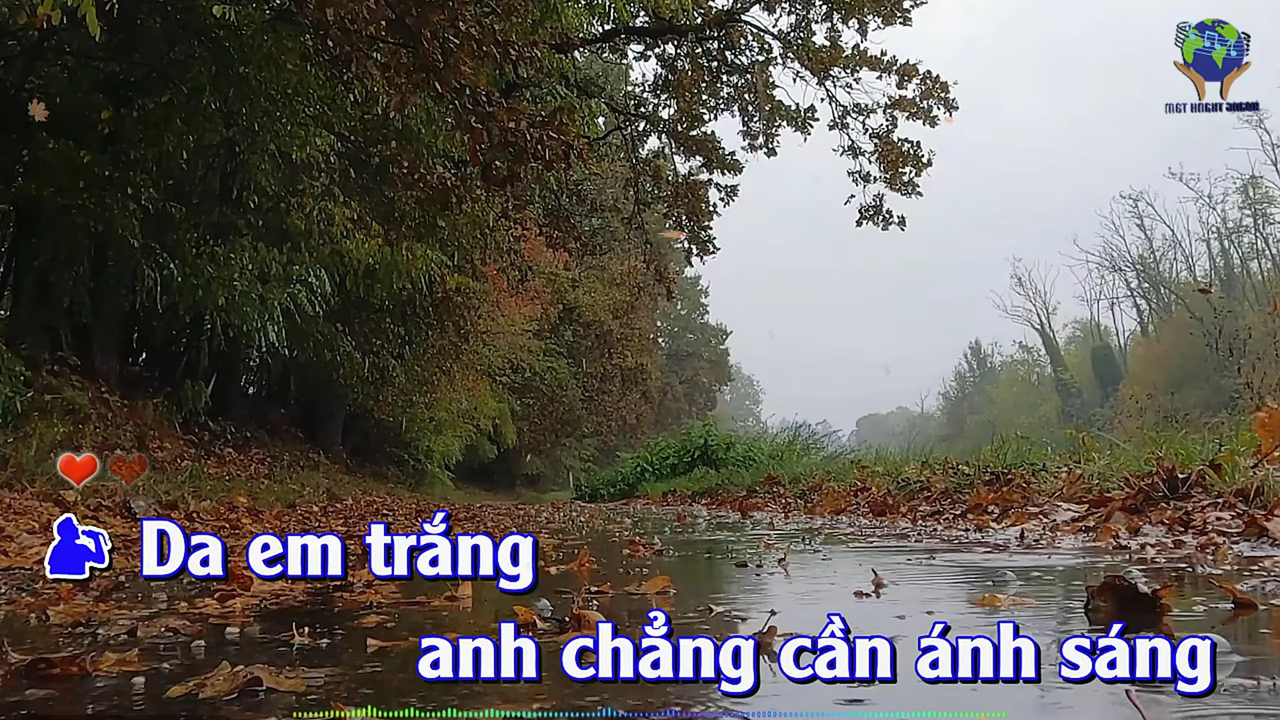 Da em trắng
anh chẳng cần ánh sáng